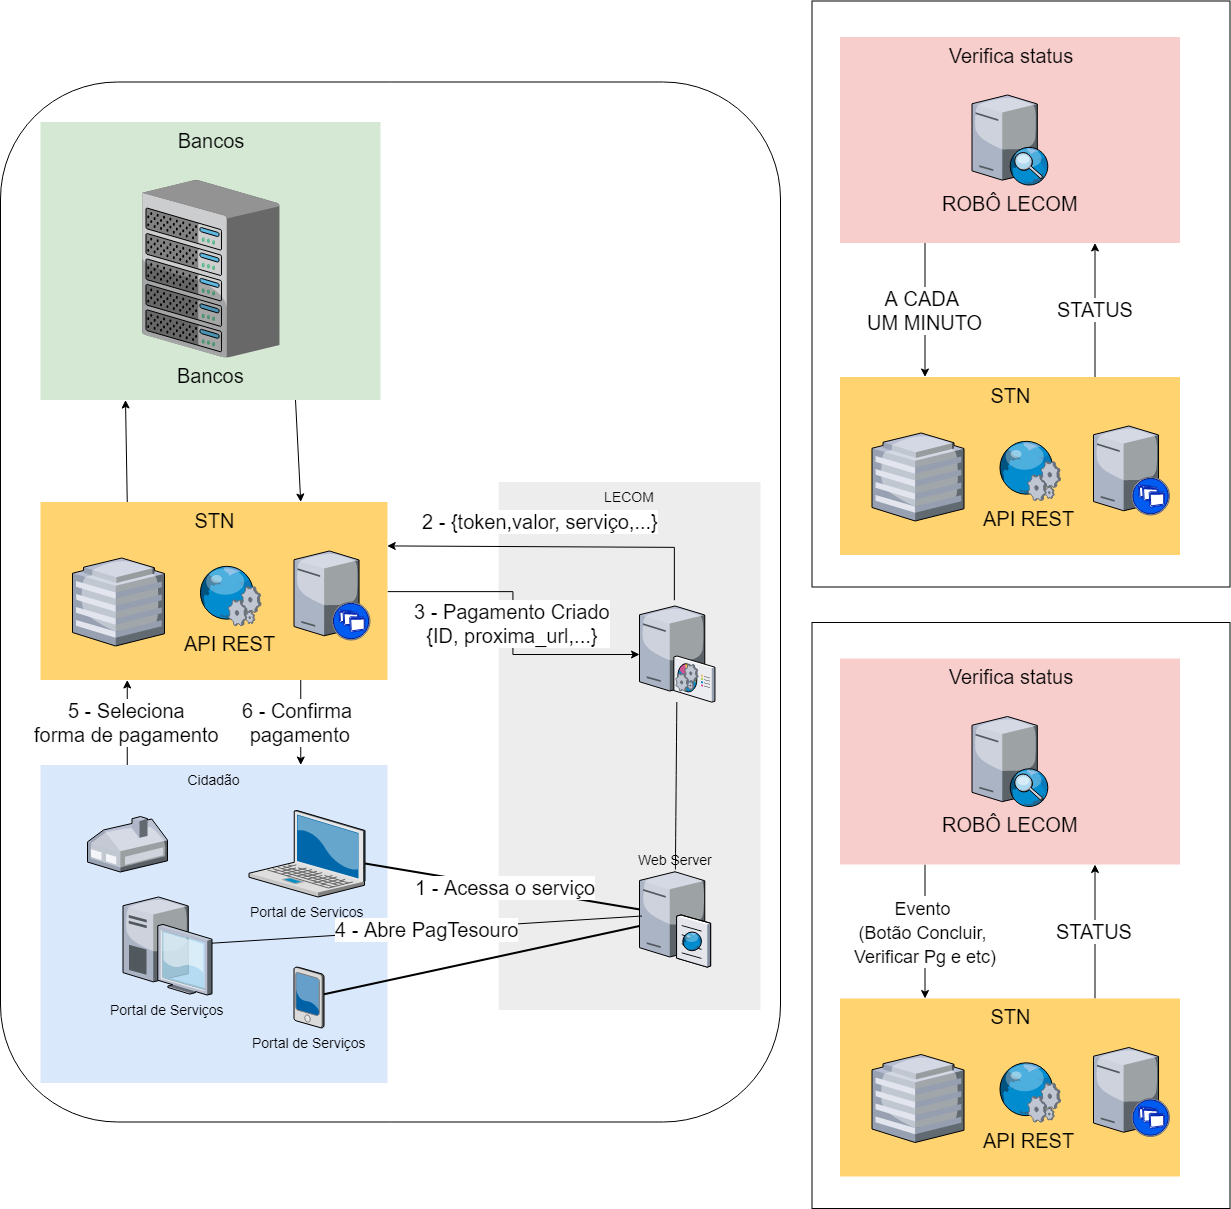 Bancos
Bancos
STN
API REST
LECOM
2 - {token,valor, serviço,...}
3 - Pagamento Criado
{ID, proxima_url,...}
5 - Seleciona
forma de pagamento
6 - Confirma
pagamento
Cidadão
Portal de Serviços
Portal de Serviços
Portal de Serviços
Web Server
1 - Acessa o serviço
4 - Abre PagTesouro
Verifica status
ROBÔ LECOM
A CADA
UM MINUTO
STATUS
STN
API REST
Verifica status
ROBÔ LECOM
Evento
(Botão Concluir,
Verificar Pg e etc)
STATUS
STN
API REST